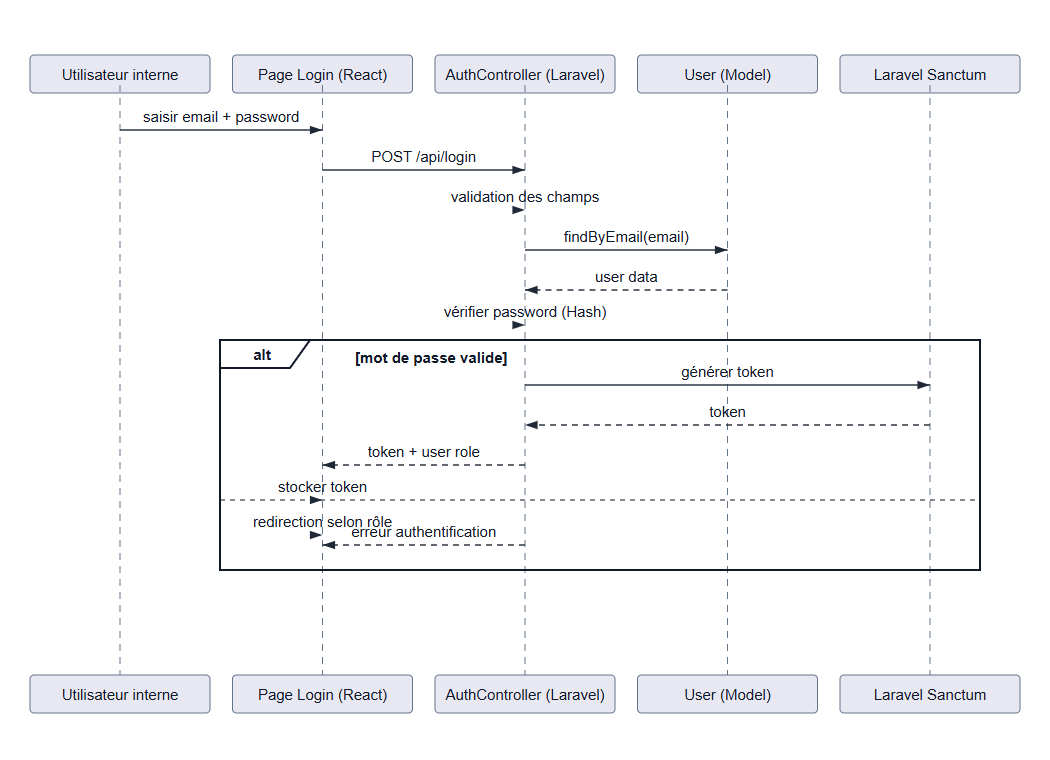 Utilisateur interne
Page Login (React)
AuthController (Laravel)
User (Model)
Laravel Sanctum
saisir email + password
POST /api/login
validation des champs
findByEmail(email)
user data
vérifier password (Hash)
alt
[mot de passe valide]
générer token
token
token + user role
stocker token
redirection selon rôle
erreur authentification
Utilisateur interne
Page Login (React)
AuthController (Laravel)
User (Model)
Laravel Sanctum